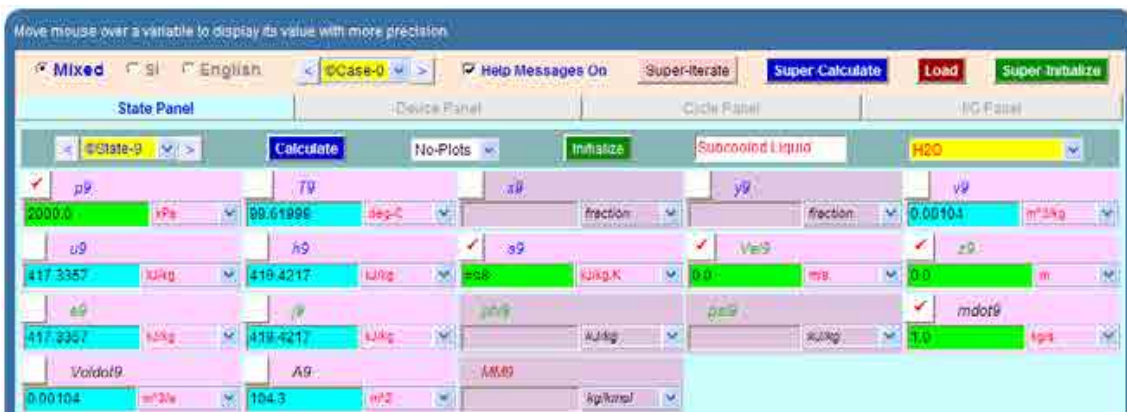 Move mouse over a variable to display its value with more precision.
Mixed SI English < ©Case-0 > Help Messages On Super-Iterate Super-Calculate Load Super-Initialize
State Panel Device Panel Cycle Panel I/O Panel
< ©State-9 > Calculate No-Plots Initialize Subcooled Liquid H2O
p9 T9 x9 y9 v9
2000.0 kPa 99.61998 deg-C fraction fraction 0.00104 m^3/kg
u9 h9 s9 Vel9 z9
417.3357 kJ/kg 419.4217 kJ/kg =s8 kJ/kg.K 0.0 m/s 0.0 m
e9 j9 phi9 psi9 mdot9
417.3357 kJ/kg 419.4217 kJ/kg kJ/kg kJ/kg 1.0 kg/s
Voldot9 A9 MM9
0.00104 m^3/s 104.3 m^2 kg/kmol